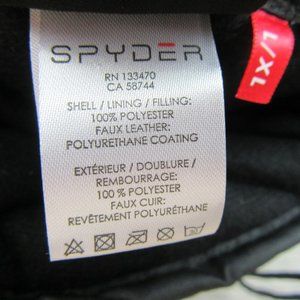 SPYDER
L/XL
RN 133470
CA 58744
SHELL / LINING / FILLING:
100% POLYESTER
FAUX LEATHER:
POLYURETHANE COATING
EXTÉRIEUR / DOUBLURE /
REMBOURRAGE:
100 % POLYESTER
FAUX CUIR:
REVÊTEMENT POLYURÉTHANE